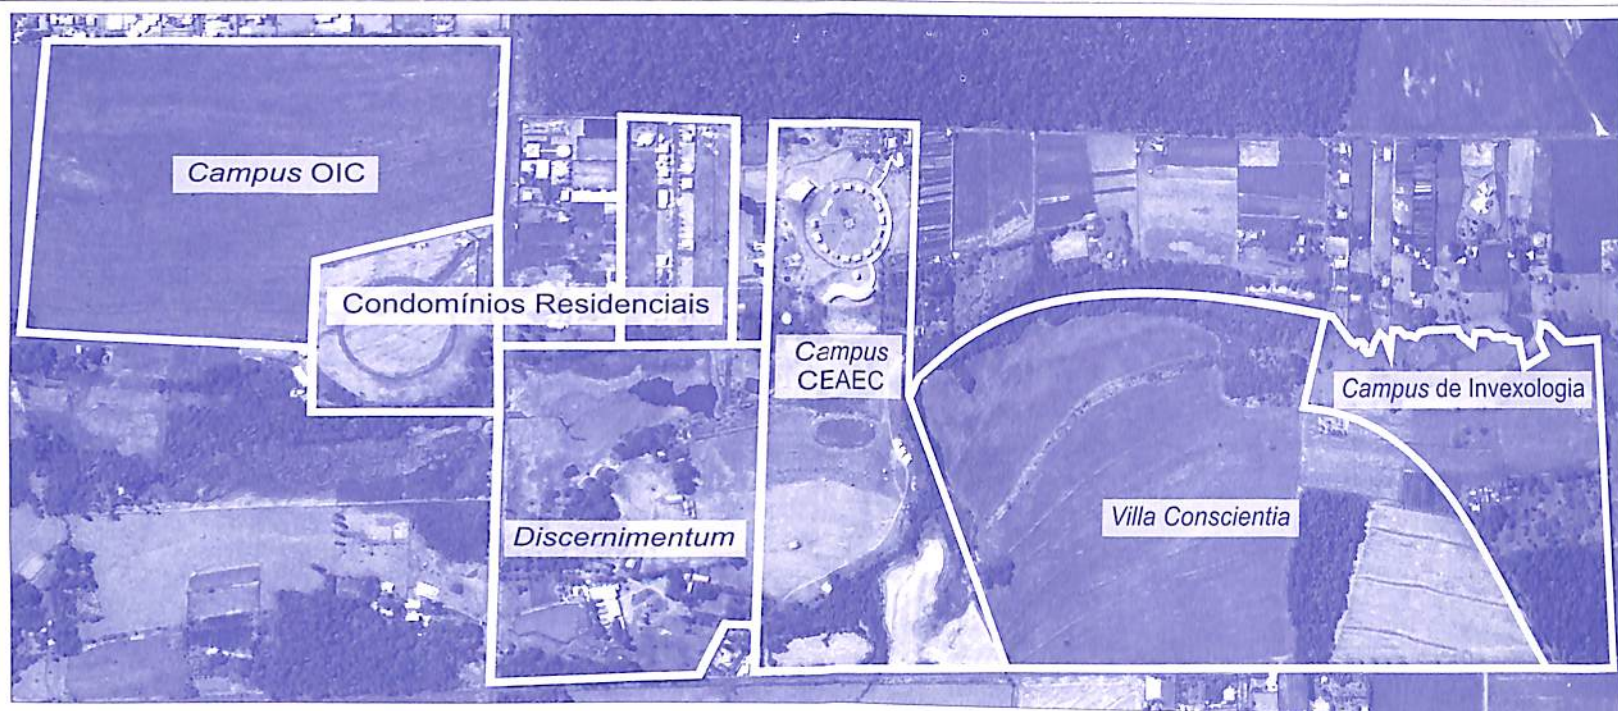 Campus OIC
Condomínios Residenciais
Campus
CEAEC
Campus de Invexologia
Villa Conscientia
Discernimentum